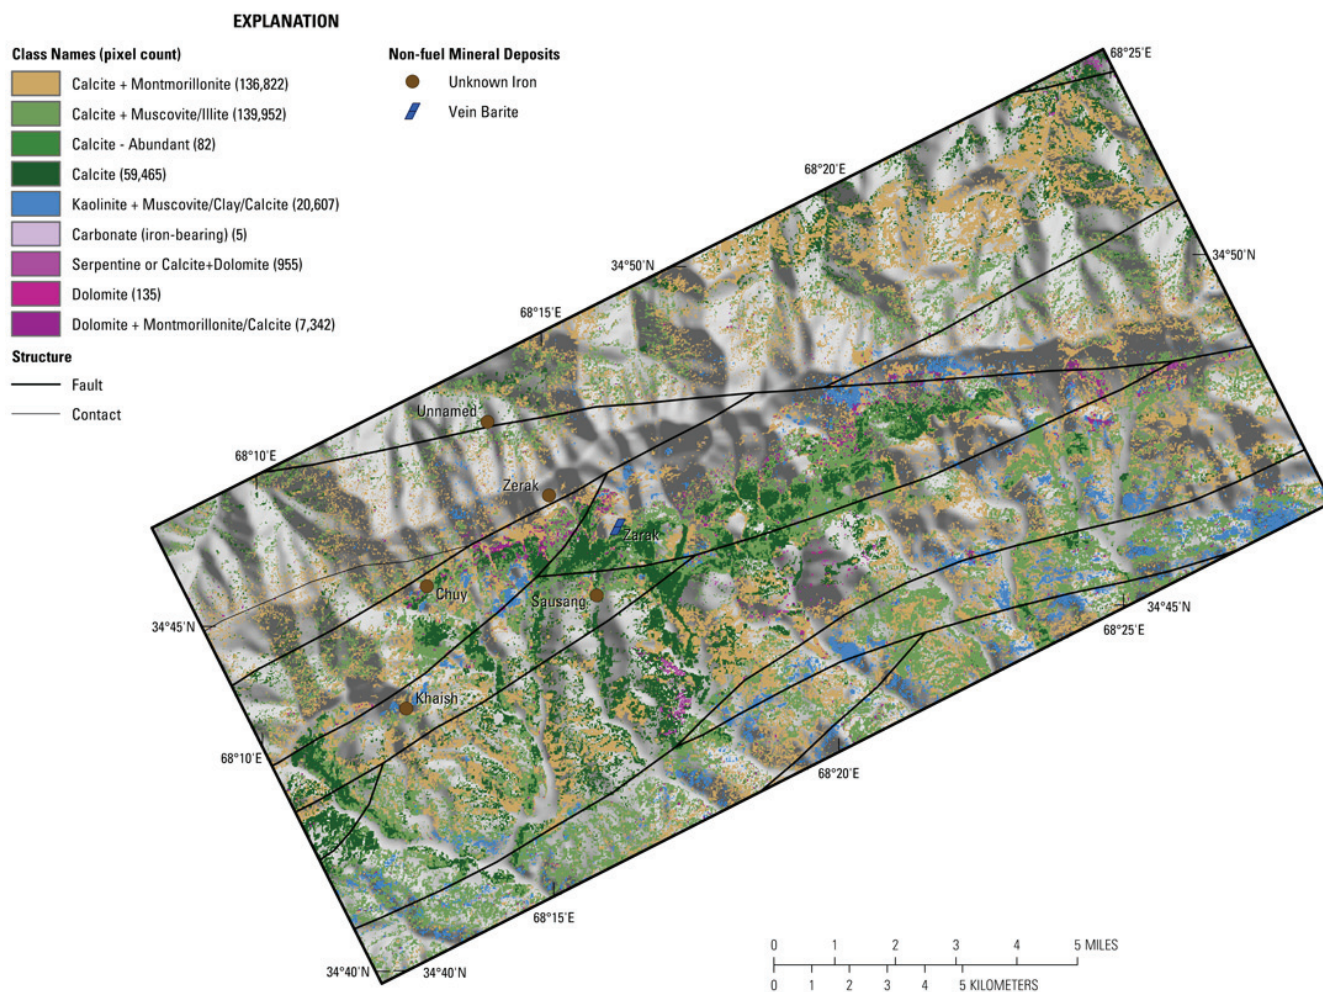 EXPLANATION
Class Names (pixel count)
Calcite + Montmorillonite (136,822)
Calcite + Muscovite/Illite (139,952)
Calcite - Abundant (82)
Calcite (59,465)
Kaolinite + Muscovite/Clay/Calcite (20,607)
Carbonate (iron-bearing) (5)
Serpentine or Calcite+Dolomite (955)
Dolomite (135)
Dolomite + Montmorillonite/Calcite (7,342)
Structure
Fault
Contact
Non-fuel Mineral Deposits
Unknown Iron
Vein Barite
68°25'E
68°20'E
34°50'N
34°50'N
68°15'E
Unnamed
68°10'E
Zerak
Zarak
Chuy
Sausang
34°45'N
34°45'N
68°25'E
Khaish
68°10'E
68°20'E
68°15'E
34°40'N
34°40'N
0 1 2 3 4 5 MILES
0 1 2 3 4 5 KILOMETERS